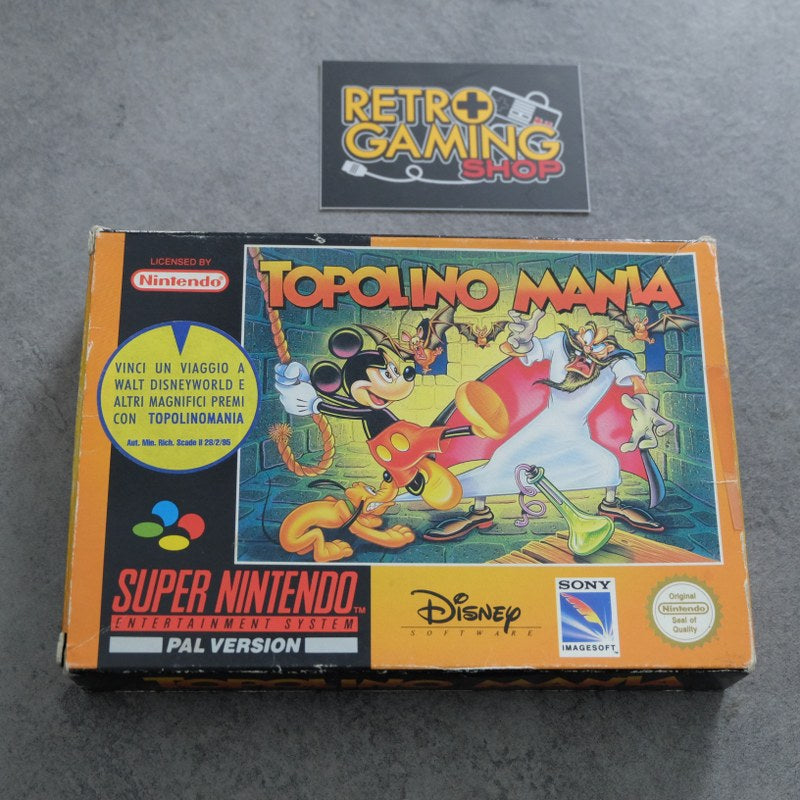 RETRO
GAMING
SHOP
LICENSED BY
Nintendo
TOPOLINO MANIA
VINCI UN VIAGGIO A
WALT DISNEYWORLD E
ALTRI MAGNIFICI PREMI
CON TOPOLINOMANIA
Aut. Min. Rich. Scade Il 28/2/95
SUPER NINTENDO TM
ENTERTAINMENT SYSTEM
PAL VERSION
Disney
SOFTWARE
SONY
IMAGESOFT
Original
Nintendo
Seal of
Quality
TOPOLINO MANIA